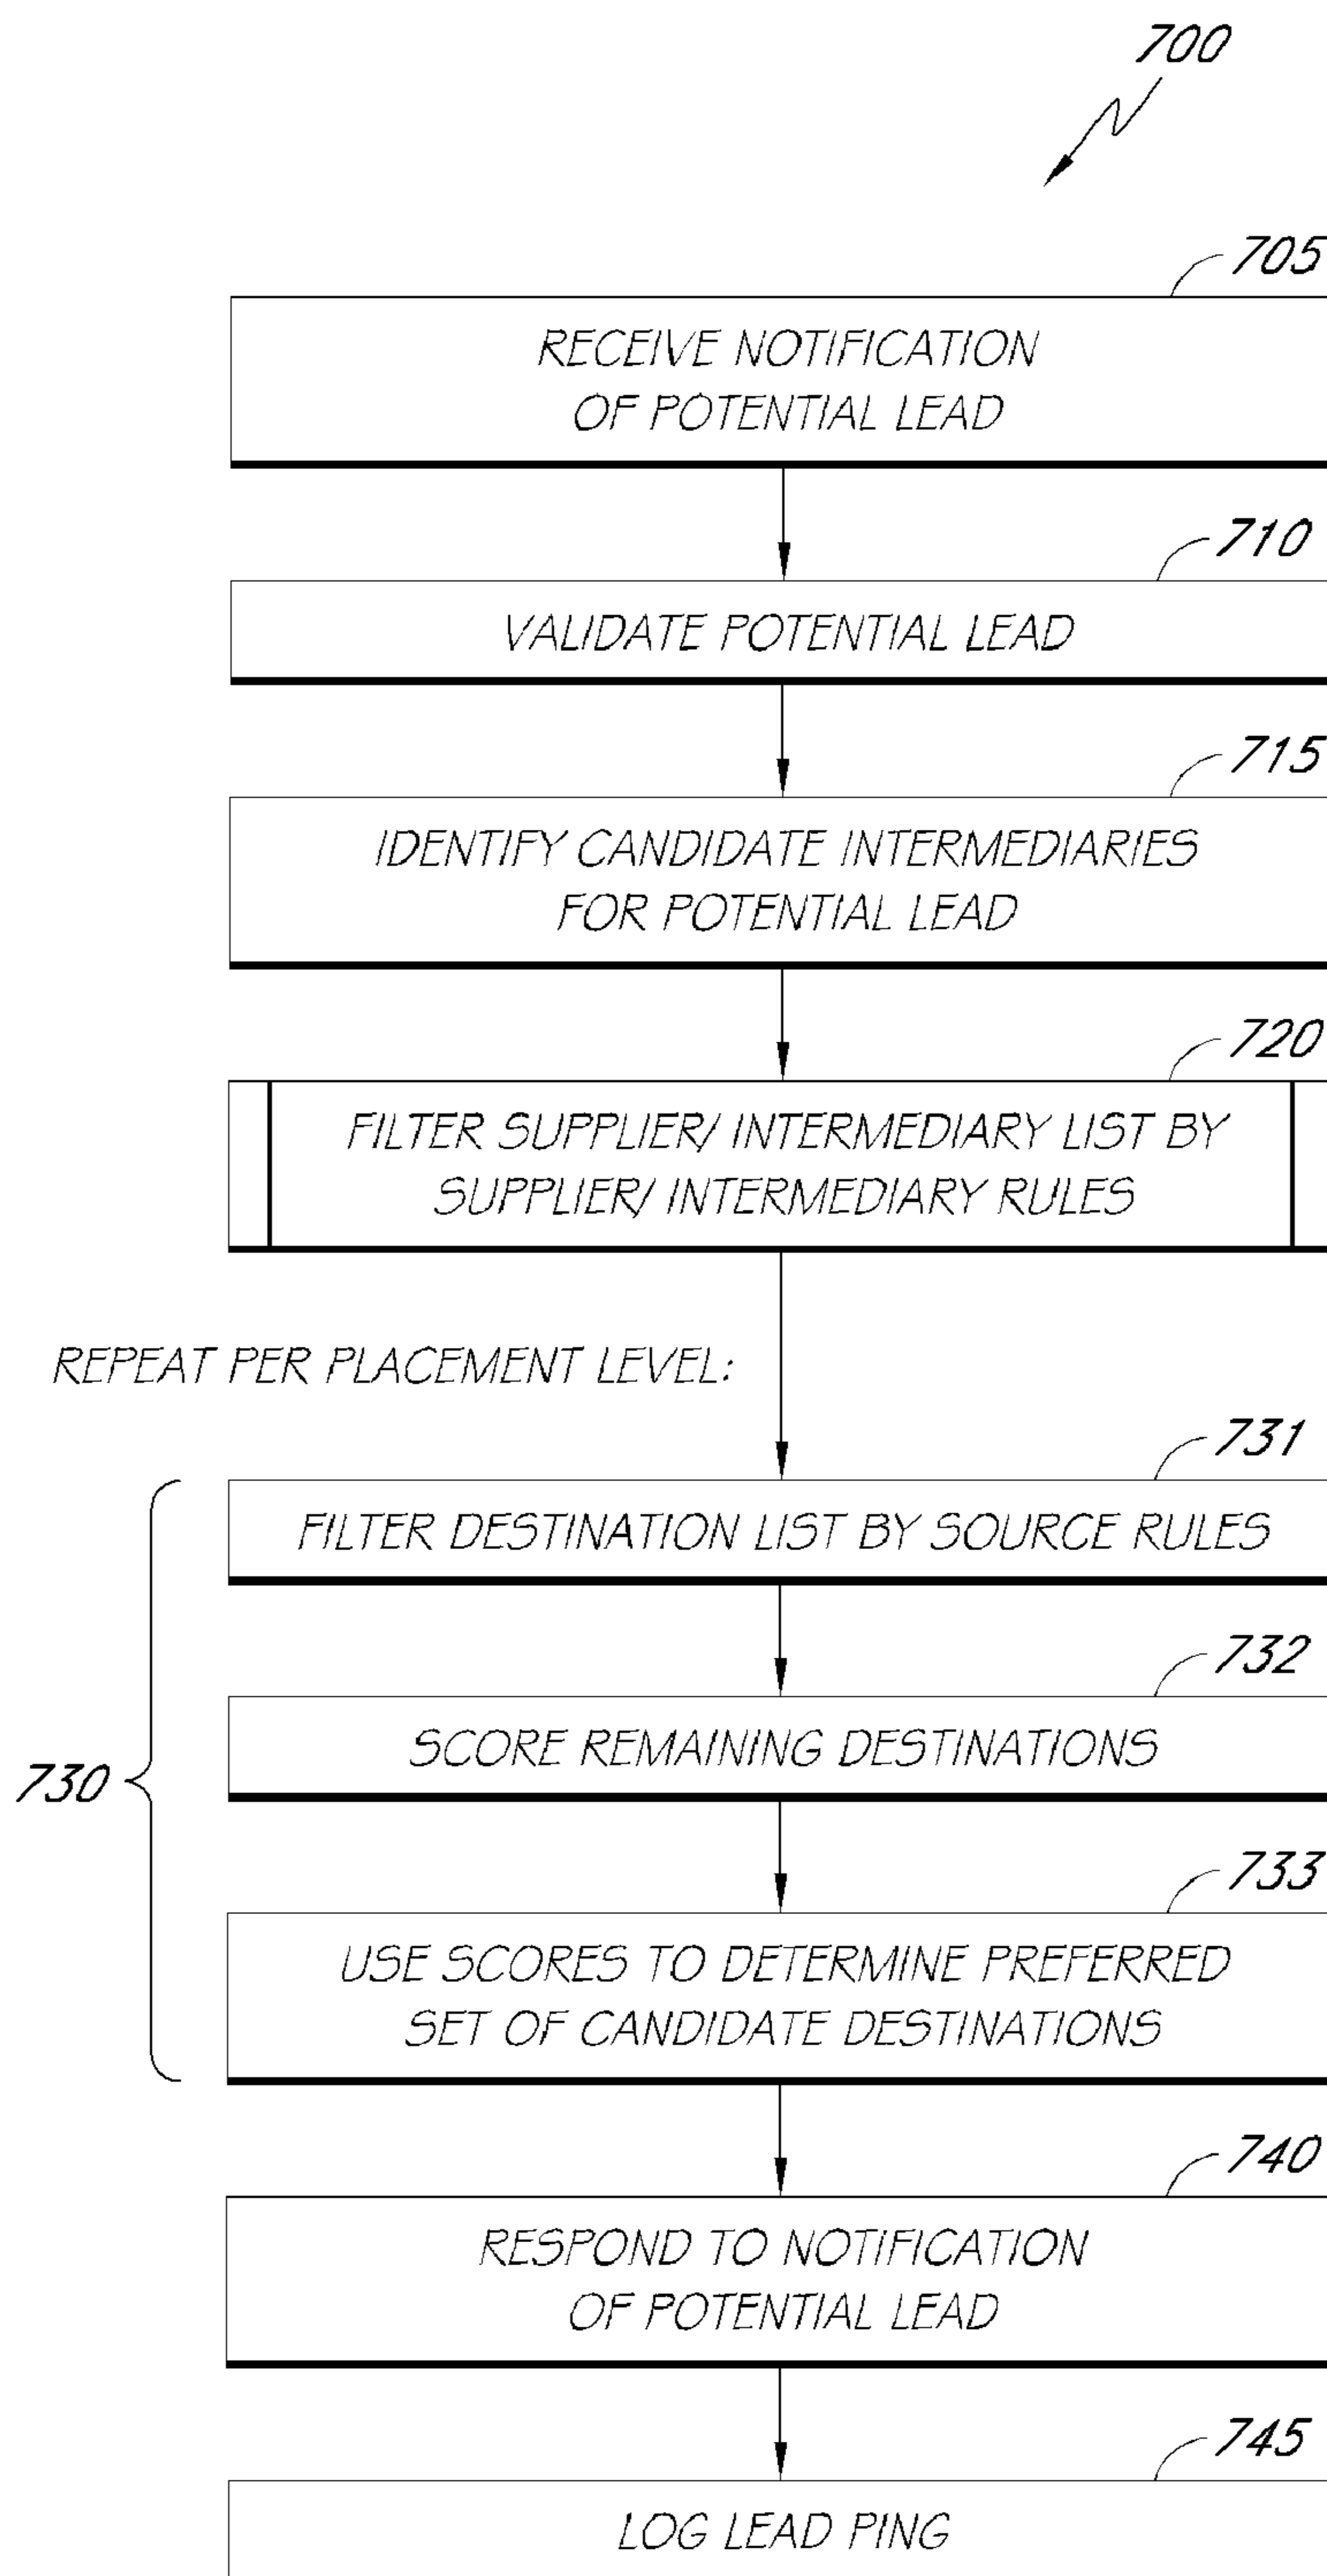 700
705
RECEIVE NOTIFICATION
OF POTENTIAL LEAD
710
VALIDATE POTENTIAL LEAD
715
IDENTIFY CANDIDATE INTERMEDIARIES
FOR POTENTIAL LEAD
720
FILTER SUPPLIER/ INTERMEDIARY LIST BY
SUPPLIER/ INTERMEDIARY RULES
REPEAT PER PLACEMENT LEVEL:
731
FILTER DESTINATION LIST BY SOURCE RULES
732
SCORE REMAINING DESTINATIONS
730
733
USE SCORES TO DETERMINE PREFERRED
SET OF CANDIDATE DESTINATIONS
740
RESPOND TO NOTIFICATION
OF POTENTIAL LEAD
745
LOG LEAD PING